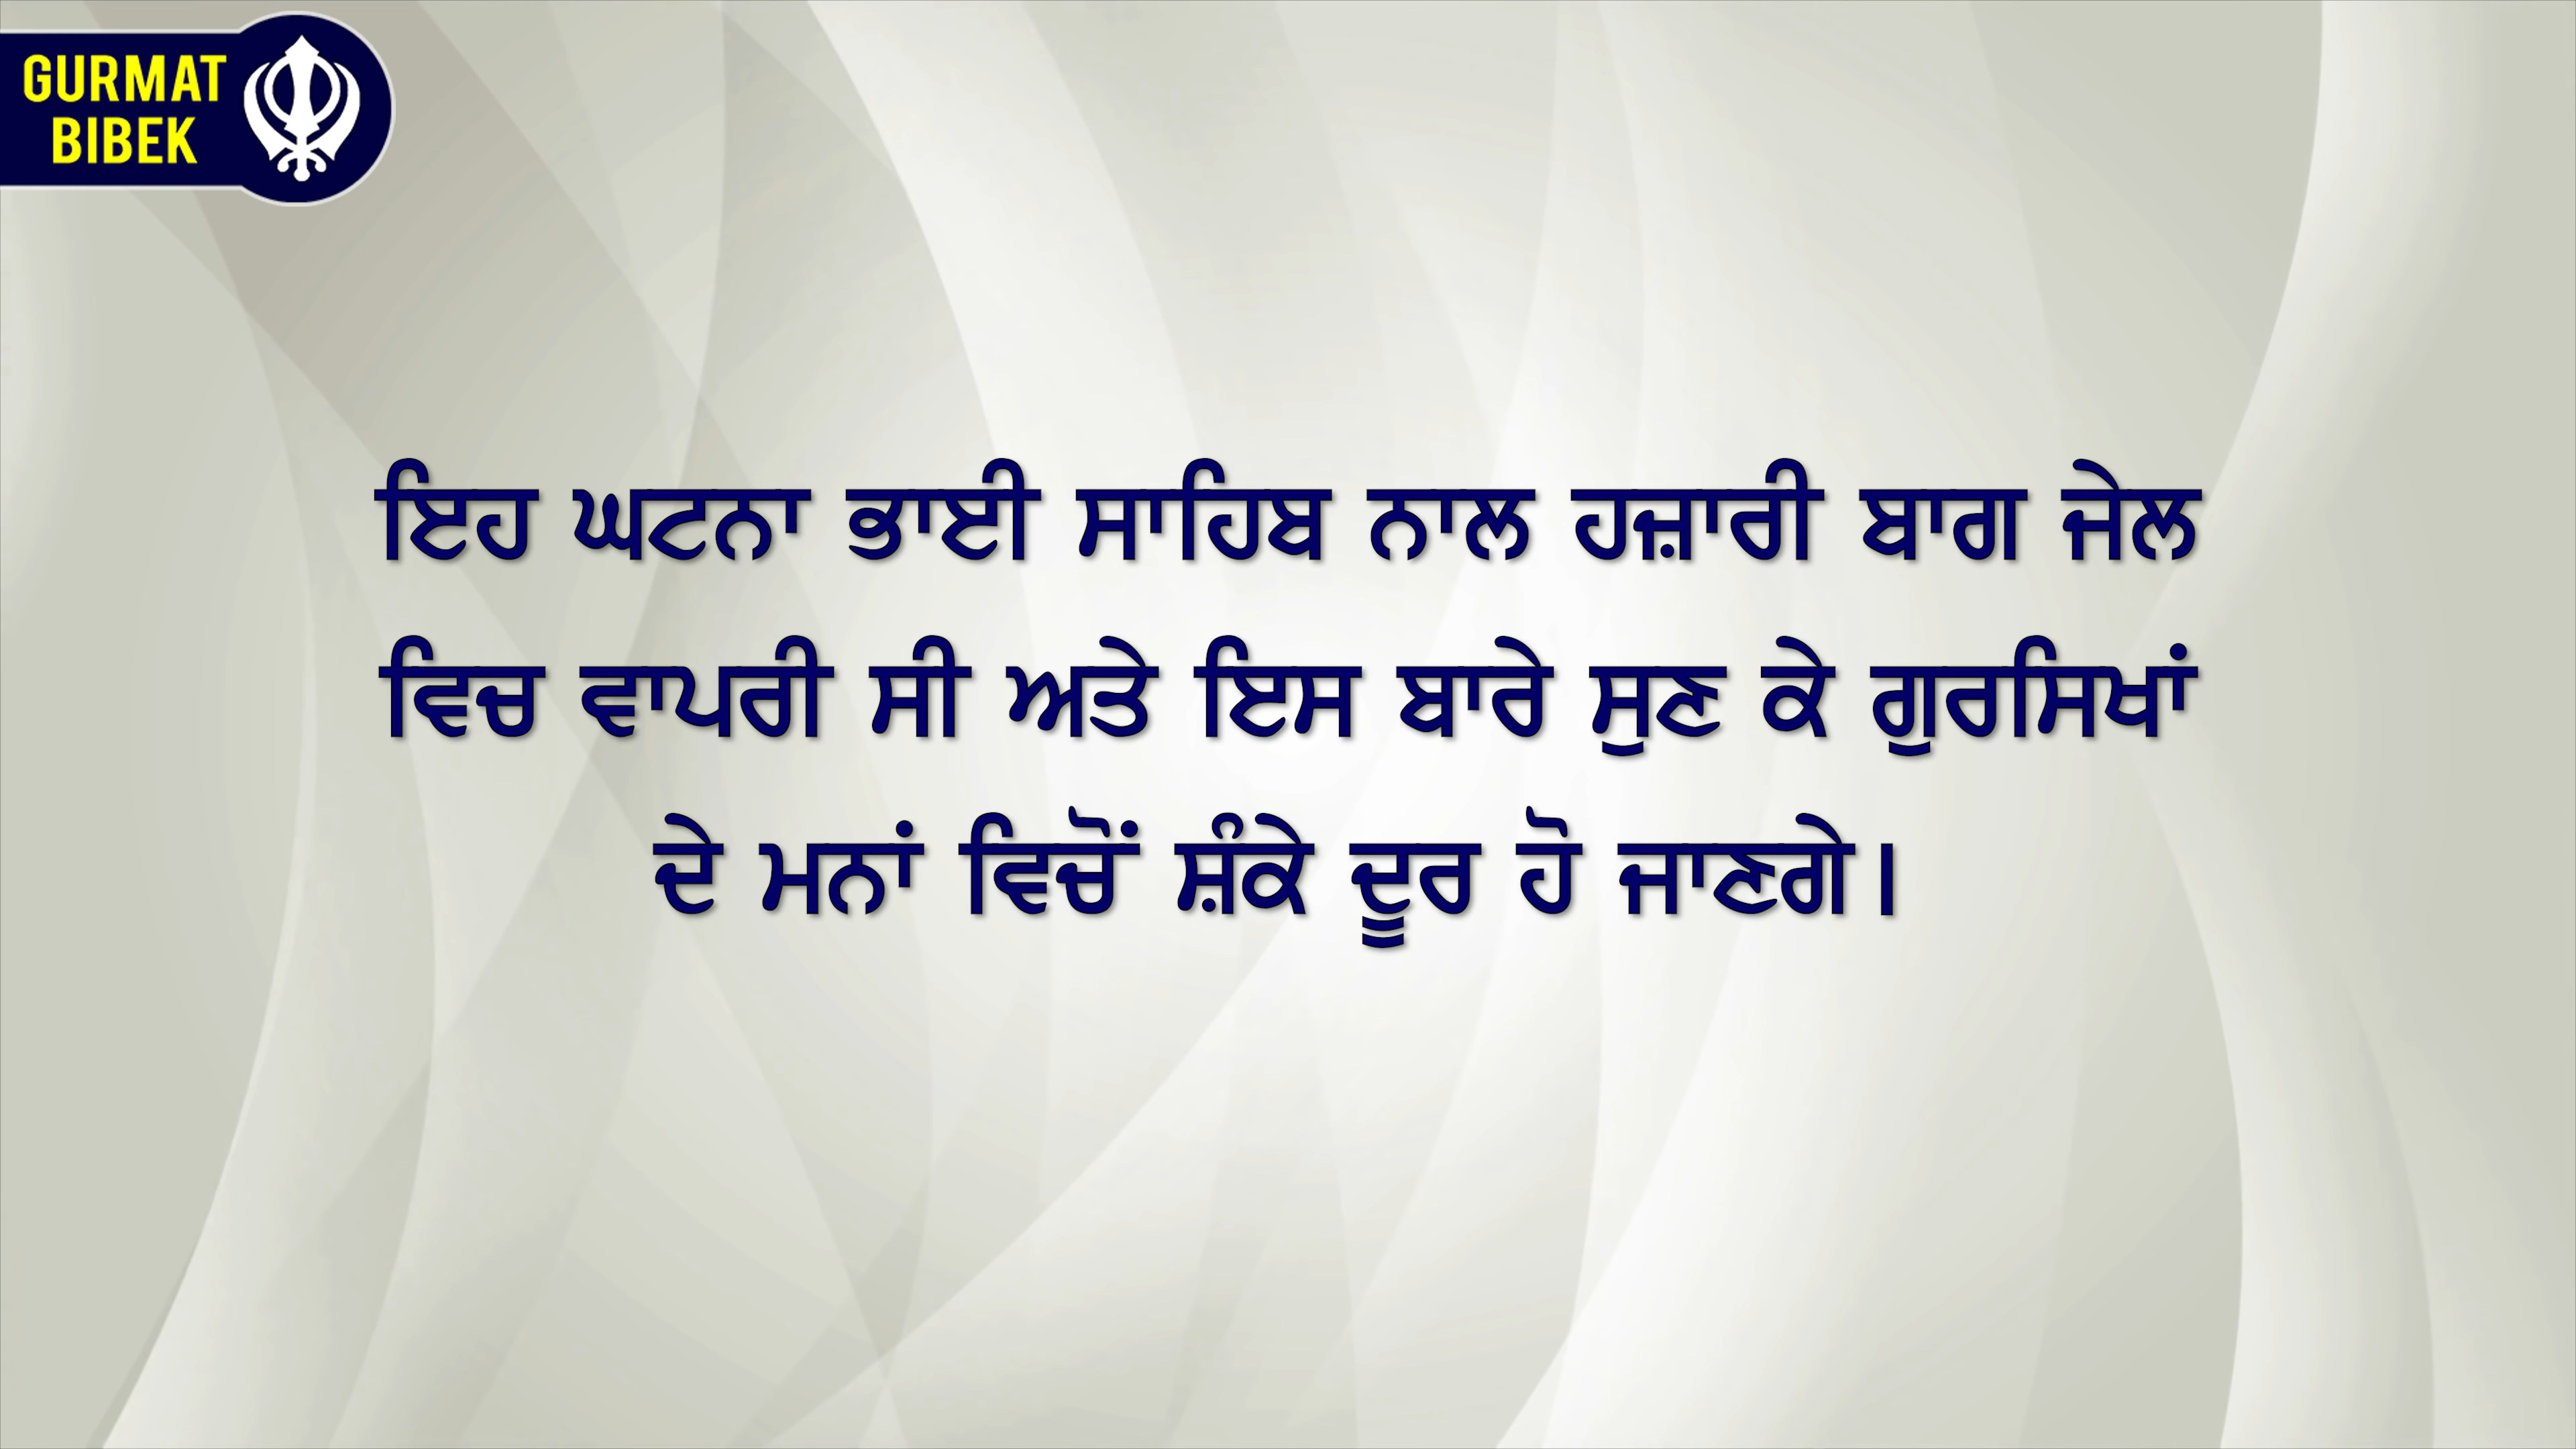 GURMAT
BIBEK
ਇਹ ਘਟਨਾ ਭਾਈ ਸਾਹਿਬ ਨਾਲ ਹਜ਼ਾਰੀ ਬਾਗ ਜੇਲ
ਵਿਚ ਵਾਪਰੀ ਸੀ ਅਤੇ ਇਸ ਬਾਰੇ ਸੁਣ ਕੇ ਗੁਰਸਿਖਾਂ
ਦੇ ਮਨਾਂ ਵਿਚੋਂ ਸ਼ੰਕੇ ਦੂਰ ਹੋ ਜਾਣਗੇ।